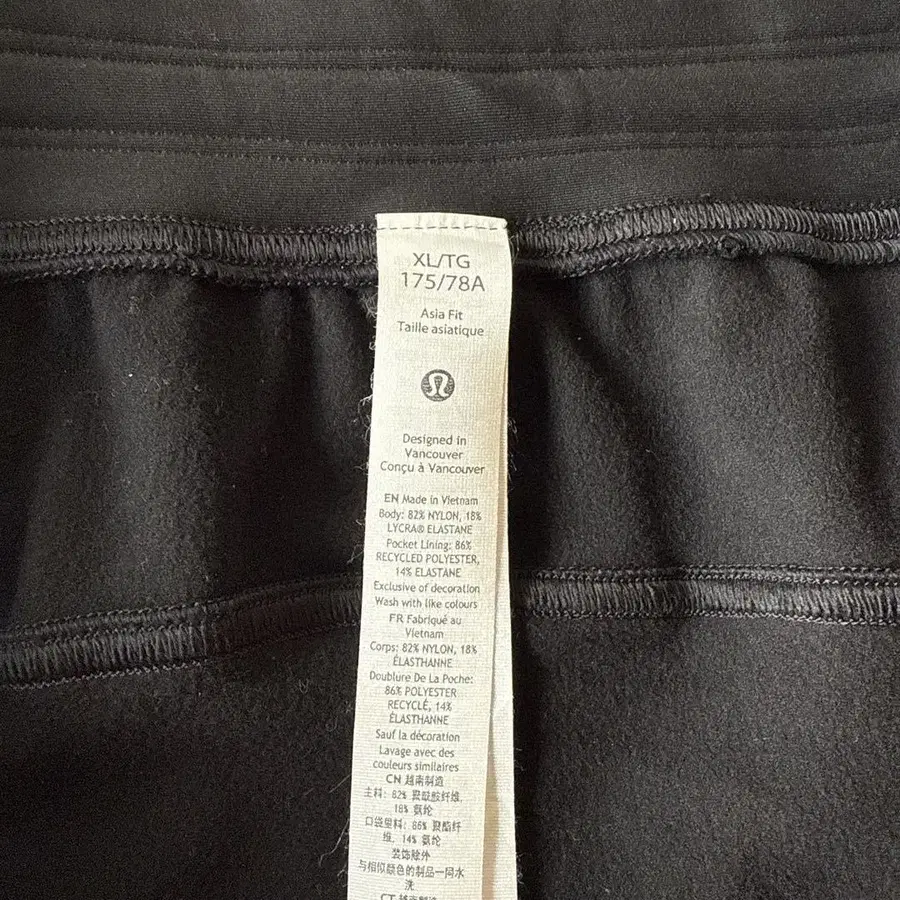 XL/TG
175/78A
Asia Fit
Taille asiatique
Designed in
Vancouver
Conçu à Vancouver
EN Made in Vietnam
Body: 82% NYLON, 18%
LYCRA® ELASTANE
Pocket Lining: 86%
RECYCLED POLYESTER,
14% ELASTANE
Exclusive of decoration
Wash with like colours
FR Fabriqué au
Vietnam
Corps: 82% NYLON, 18%
ÉLASTHANNE
Doublure De La Poche:
86% POLYESTER
RECYCLÉ, 14%
ÉLASTHANNE
Sauf la décoration
Lavage avec des
couleurs similaires
CN 越南制造
主料: 82% 聚酰胺纤维,
18% 氨纶
口袋里料: 86% 聚酯纤
维, 14% 氨纶
装饰除外
与相似颜色的制品一同水
洗
CT 越南製造